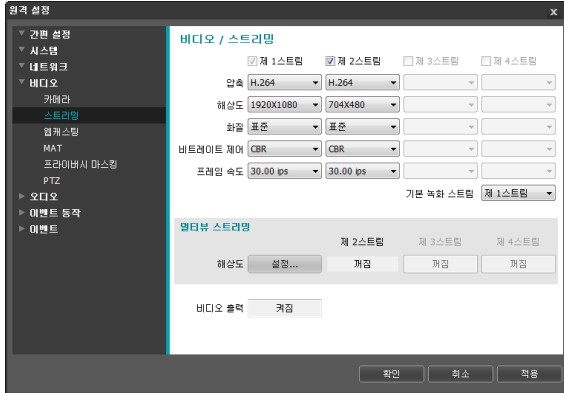 원격 설정 x
간편 설정
시스템
네트워크
비디오
카메라
스트리밍
웹캐스팅
MAT
프라이버시 마스킹
PTZ
오디오
이벤트 동작
이벤트
비디오 / 스트리밍
제 1스트림 제 2스트림 제 3스트림 제 4스트림
압축 H.264 H.264
해상도 1920X1080 704X480
화질 표준 표준
비트레이트 제어 CBR CBR
프레임 속도 30.00 ips 30.00 ips
기본 녹화 스트림 제 1스트림
멀티뷰 스트리밍
제 2스트림 제 3스트림 제 4스트림
해상도 설정... 꺼짐 꺼짐 꺼짐
비디오 출력 켜짐
확인 취소 적용